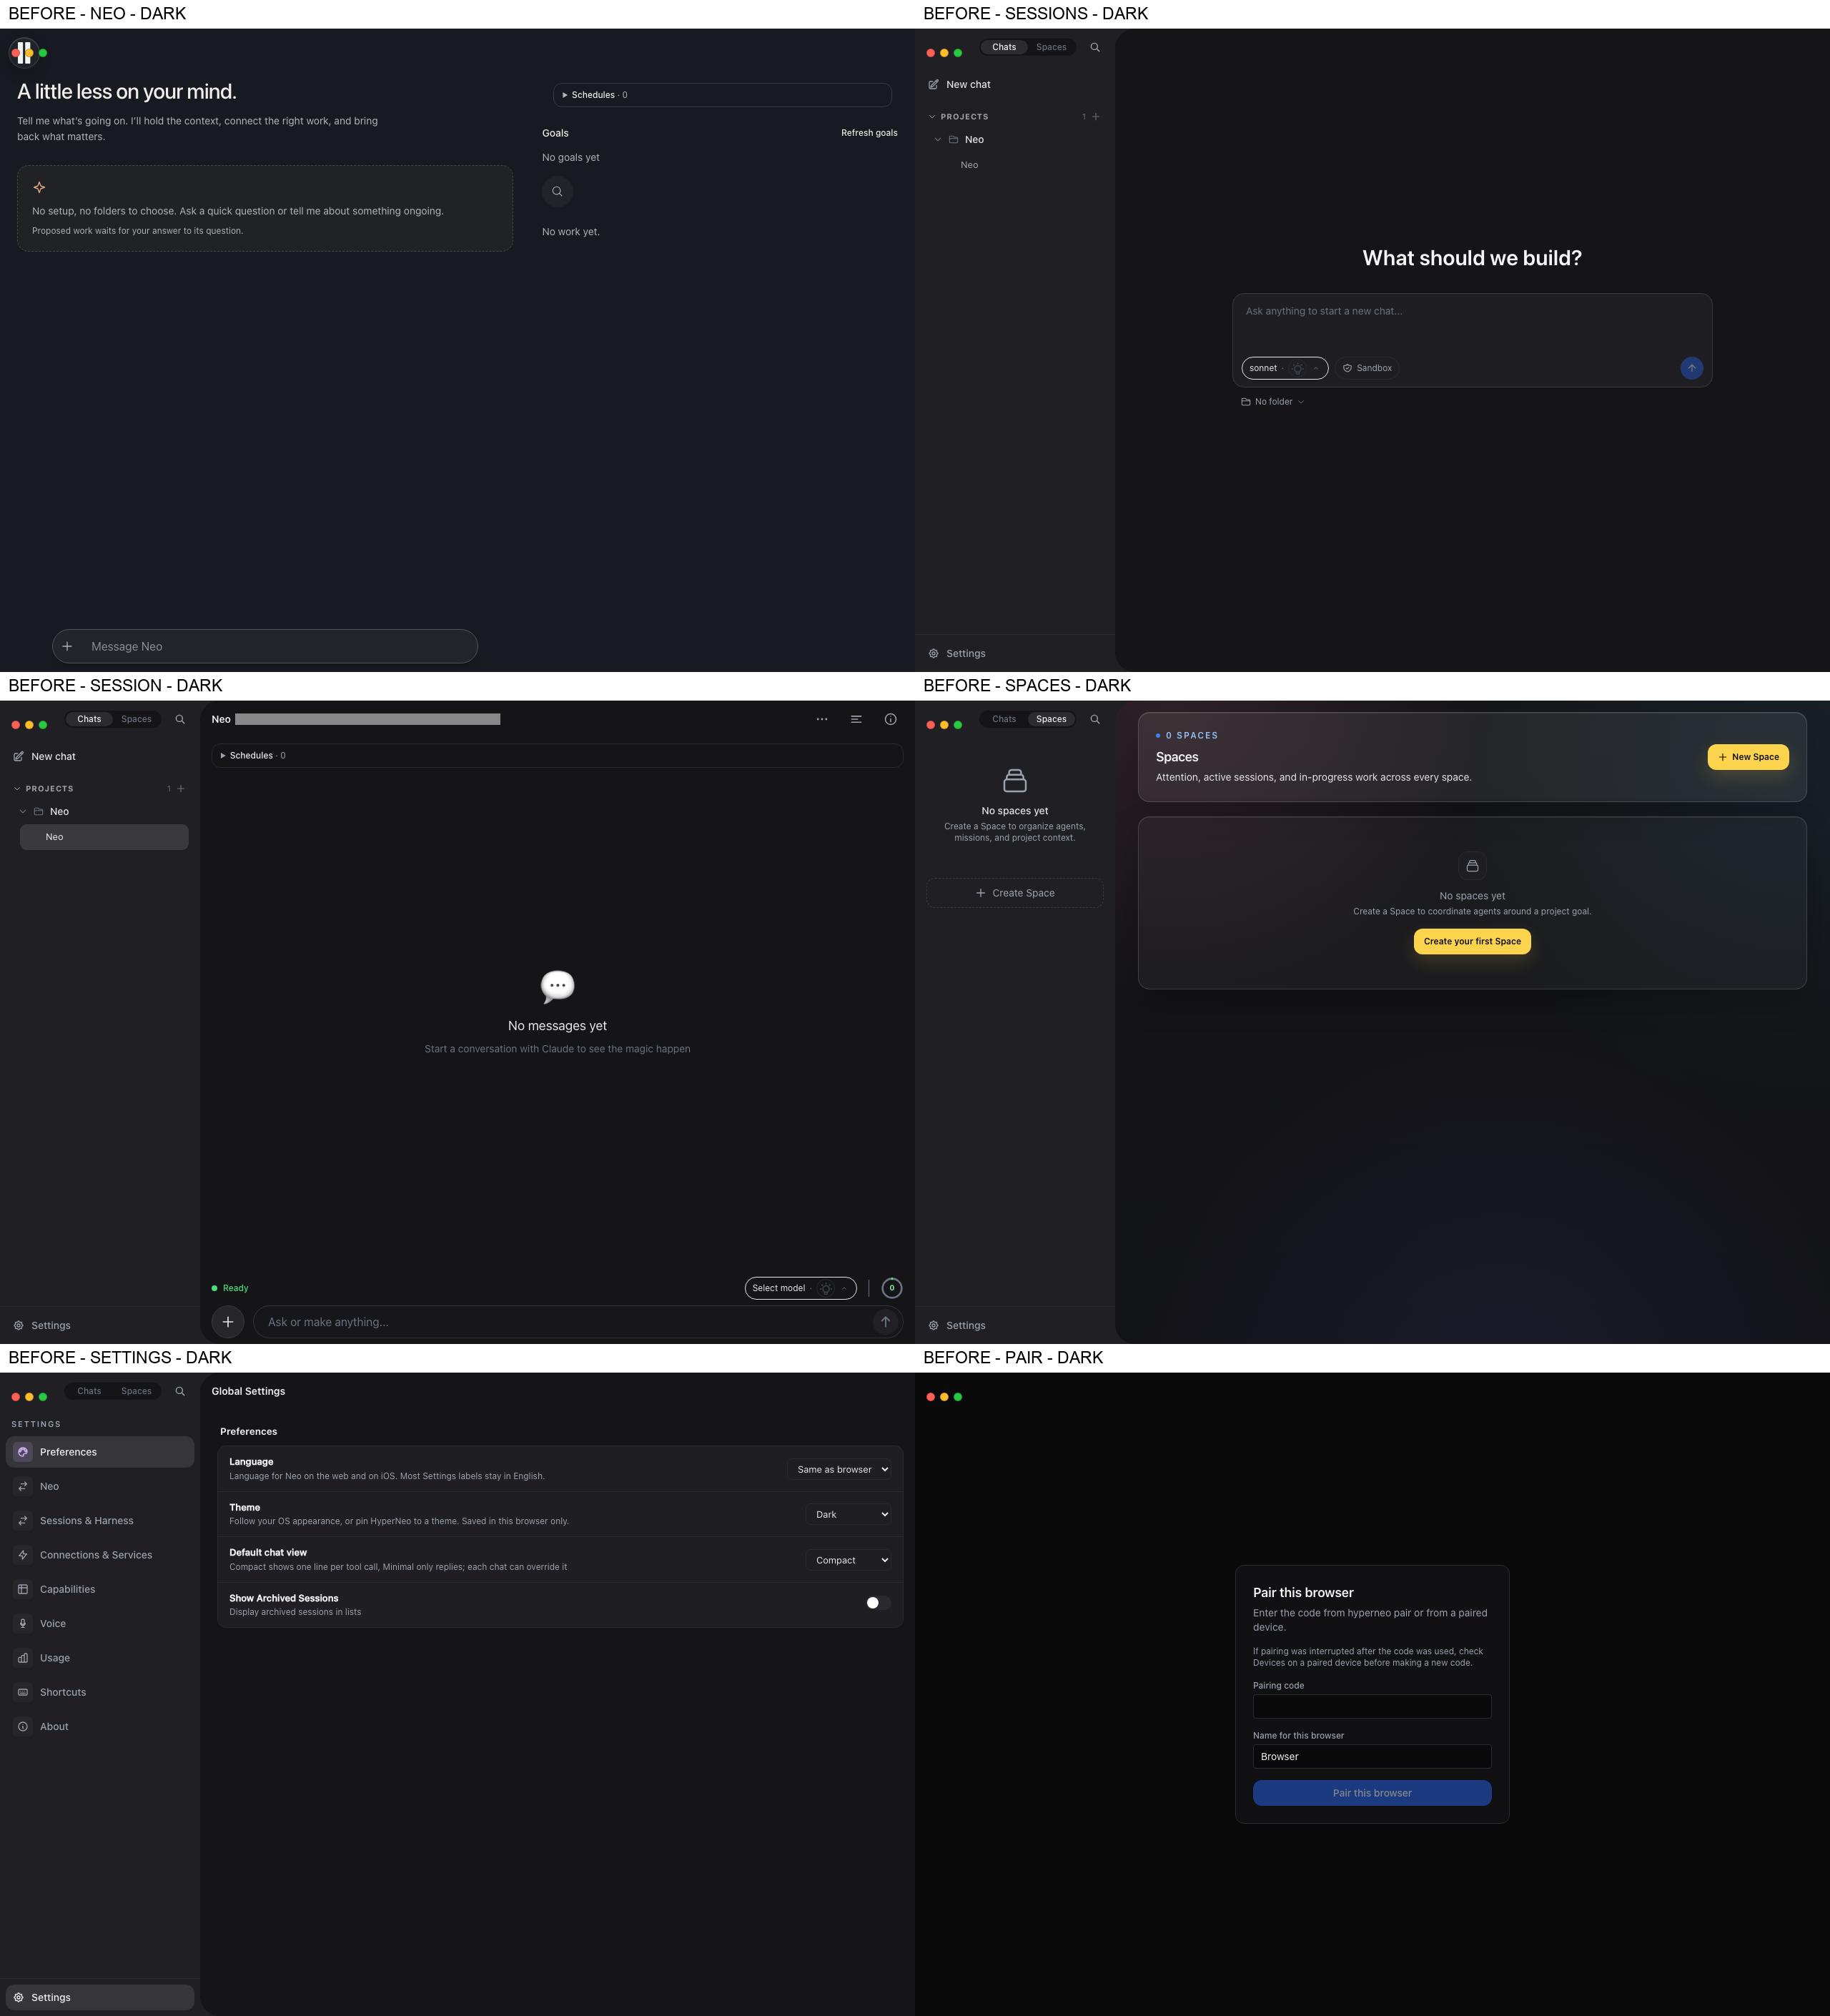 BEFORE - NEO - DARK
A little less on your mind.
Tell me what's going on. I'll hold the context, connect the right work, and bring
back what matters.
No setup, no folders to choose. Ask a quick question or tell me about something ongoing.
Proposed work waits for your answer to its question.
Schedules · 0
Goals
Refresh goals
No goals yet
No work yet.
Message Neo
BEFORE - SESSIONS - DARK
Chats
Spaces
New chat
PROJECTS
1
Neo
Neo
Settings
What should we build?
Ask anything to start a new chat...
sonnet ·
Sandbox
No folder
BEFORE - SESSION - DARK
Chats
Spaces
New chat
PROJECTS
1
Neo
Neo
Settings
Neo
Schedules · 0
No messages yet
Start a conversation with Claude to see the magic happen
Ready
Select model ·
0
Ask or make anything...
BEFORE - SPACES - DARK
Chats
Spaces
No spaces yet
Create a Space to organize agents,
missions, and project context.
Create Space
Settings
0 SPACES
Spaces
Attention, active sessions, and in-progress work across every space.
New Space
No spaces yet
Create a Space to coordinate agents around a project goal.
Create your first Space
BEFORE - SETTINGS - DARK
Chats
Spaces
SETTINGS
Preferences
Neo
Sessions & Harness
Connections & Services
Capabilities
Voice
Usage
Shortcuts
About
Settings
Global Settings
Preferences
Language
Language for Neo on the web and on iOS. Most Settings labels stay in English.
Same as browser
Theme
Follow your OS appearance, or pin HyperNeo to a theme. Saved in this browser only.
Dark
Default chat view
Compact shows one line per tool call, Minimal only replies; each chat can override it
Compact
Show Archived Sessions
Display archived sessions in lists
BEFORE - PAIR - DARK
Pair this browser
Enter the code from hyperneo pair or from a paired
device.
If pairing was interrupted after the code was used, check
Devices on a paired device before making a new code.
Pairing code
Name for this browser
Browser
Pair this browser